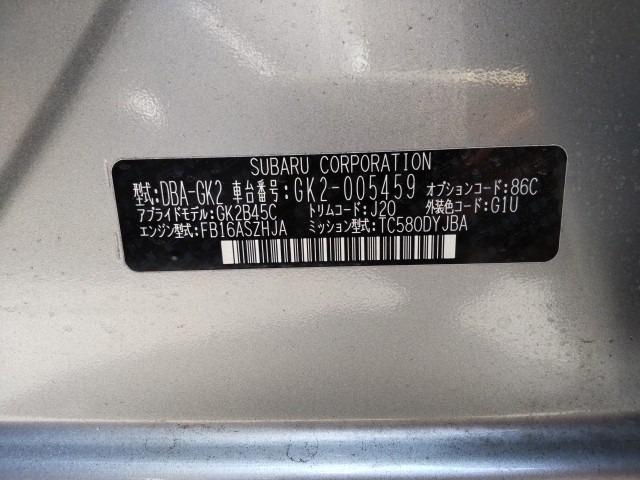 SUBARU CORPORATION
型式:DBA-GK2 車台番号:GK2-005459 オプションコード:86C
アプライドモデル:GK2B45C トリムコード:J20 外装色コード:G1U
エンジン型式:FB16ASZHJA ミッション型式:TC580DYJBA